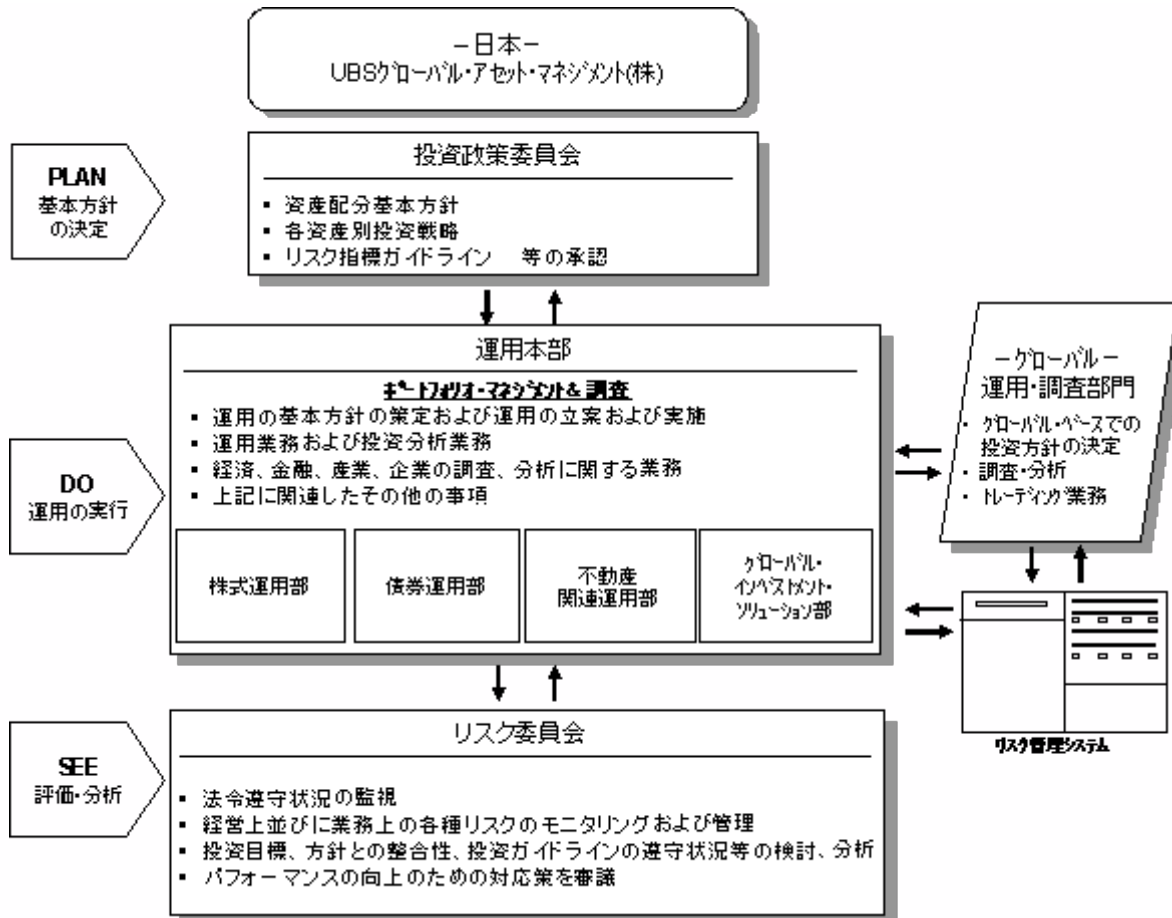 －日本－
UBSグローバル・アセット・マネジメント(株)
PLAN
基本方針
の決定
投資政策委員会
▪ 資産配分基本方針
▪ 各資産別投資戦略
▪ リスク指標ガイドライン　等の承認
運用本部
ポートフォリオ・マネジメント&調査
▪ 運用の基本方針の策定および運用の立案および実施
▪ 運用業務および投資分析業務
▪ 経済、金融、産業、企業の調査、分析に関する業務
▪ 上記に関連したその他の事項
DO
運用の実行
株式運用部
債券運用部
不動産
関連運用部
グローバル・
インベストメント・
ソリューション部
－グローバル－
運用・調査部門
・ グローバル・ベースでの
投資方針の決定
・ 調査・分析
・ トレーディング業務
リスク管理システム
SEE
評価・分析
リスク委員会
▪ 法令遵守状況の監視
▪ 経営上並びに業務上の各種リスクのモニタリングおよび管理
▪ 投資目標、方針との整合性、投資ガイドラインの遵守状況等の検討、分析
▪ パフォーマンスの向上のための対応策を審議